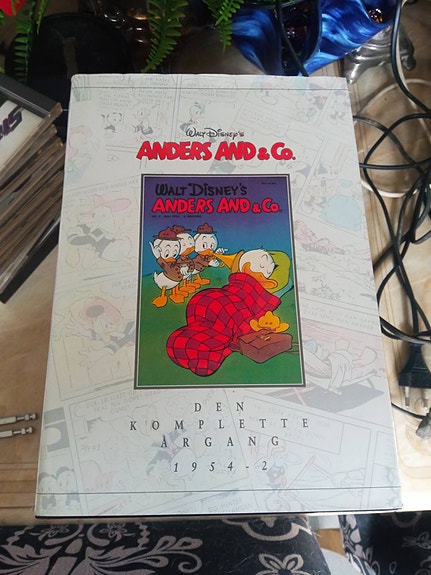 Walt Disney's
ANDERS AND & Co.
WALT DISNEY'S
ANDERS AND & Co.
DEN
KOMPLETTE
ÅRGANG
1954-2